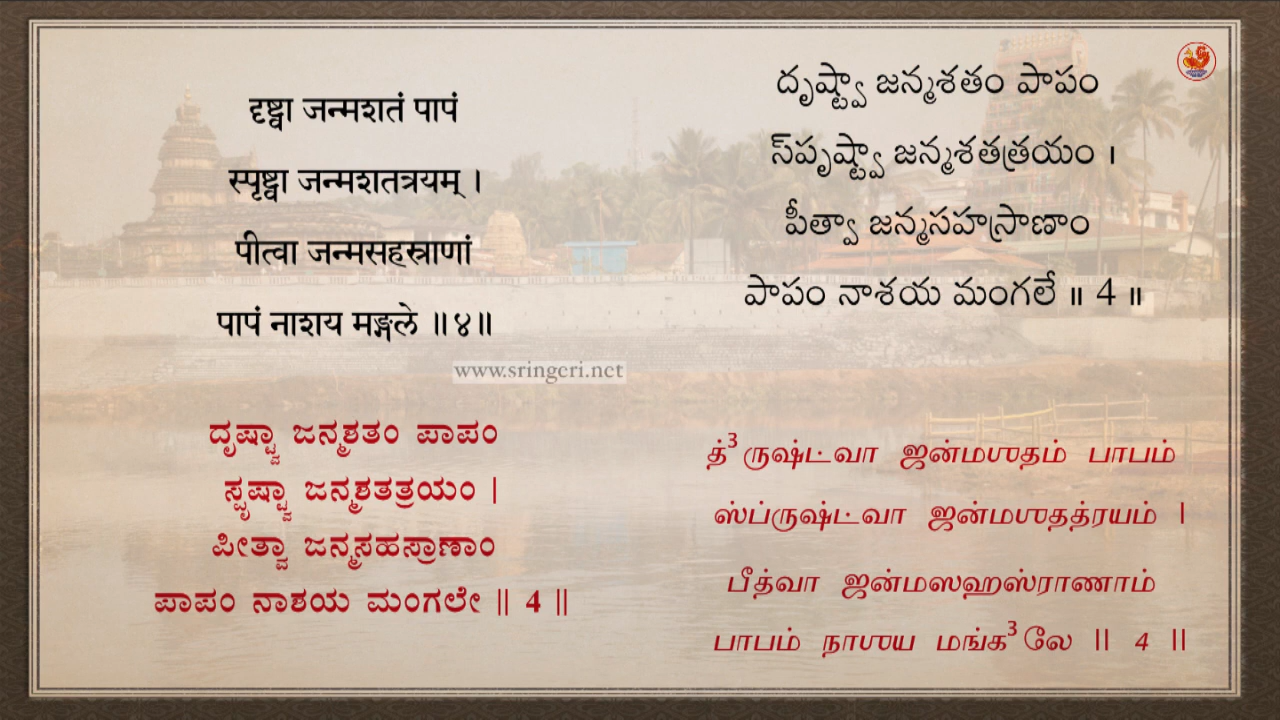 दृष्ट्वा जन्मशतं पापं
स्पृष्ट्वा जन्मशतत्रयम् ।
पीत्वा जन्मसहस्राणां
पापं नाशय मङ्गले ॥४॥
దృష్ట్వా జన్మశతం పాపం
స్‌పృష్ట్వా జన్మశతత్రయం ।
పీత్వా జన్మసహస్రాణాం
పాపం నాశయ మంగలే ॥ 4 ॥
www.sringeri.net
ದೃಷ್ಟ್ವಾ ಜನ್ಮಶತಂ ಪಾಪಂ
ಸ್ಪೃಷ್ಟ್ವಾ ಜನ್ಮಶತತ್ರಯಂ |
ಪೀತ್ವಾ ಜನ್ಮಸಹಸ್ರಾಣಾಂ
ಪಾಪಂ ನಾಶಯ ಮಂಗಲೇ || 4 ||
த்³ருஷ்ட்வா ஜன்மஶதம் பாபம்
ஸ்ப்ருஷ்ட்வா ஜன்மஶதத்ரயம் |
பீத்வா ஜன்மஸஹஸ்ராணாம்
பாபம் நாஶய மங்க³லே || 4 ||